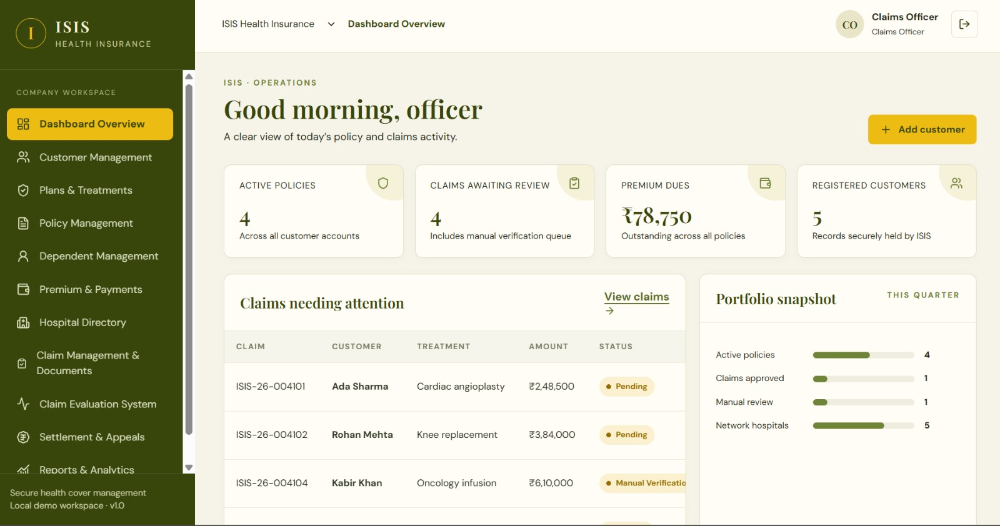 I
ISIS
HEALTH INSURANCE
COMPANY WORKSPACE
Dashboard Overview
Customer Management
Plans & Treatments
Policy Management
Dependent Management
Premium & Payments
Hospital Directory
Claim Management &
Documents
Claim Evaluation System
Settlement & Appeals
Reports & Analytics
Secure health cover management
Local demo workspace · v1.0
ISIS Health Insurance
Dashboard Overview
CO
Claims Officer
Claims Officer
ISIS · OPERATIONS
Good morning, officer
A clear view of today’s policy and claims activity.
+ Add customer
ACTIVE POLICIES
4
Across all customer accounts
CLAIMS AWAITING REVIEW
4
Includes manual verification queue
PREMIUM DUES
₹78,750
Outstanding across all policies
REGISTERED CUSTOMERS
5
Records securely held by ISIS
Claims needing attention
View claims
→
CLAIM CUSTOMER TREATMENT AMOUNT STATUS
ISIS-26-004101 Ada Sharma Cardiac angioplasty ₹2,48,500 Pending
ISIS-26-004102 Rohan Mehta Knee replacement ₹3,84,000 Pending
ISIS-26-004104 Kabir Khan Oncology infusion ₹6,10,000 Manual Verificatio
Portfolio snapshot
THIS QUARTER
Active policies 4
Claims approved 1
Manual review 1
Network hospitals 5